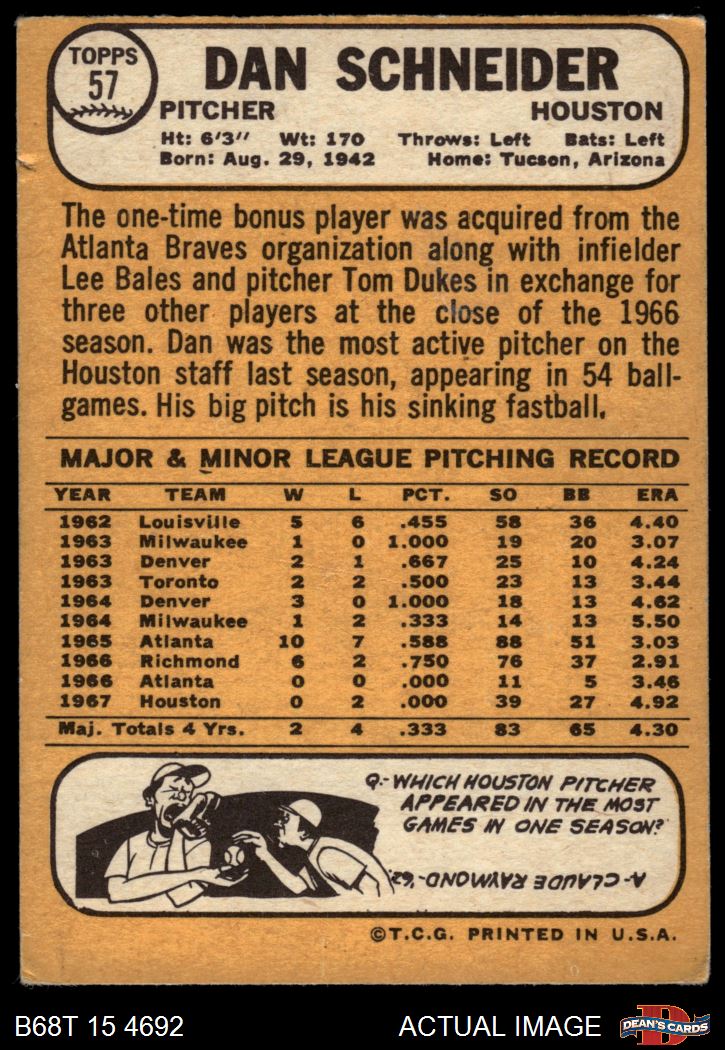 TOPPS
57
DAN SCHNEIDER
PITCHER HOUSTON
Ht: 6'3" Wt: 170 Throws: Left Bats: Left
Born: Aug. 29, 1942 Home: Tucson, Arizona
The one-time bonus player was acquired from the
Atlanta Braves organization along with infielder
Lee Bales and pitcher Tom Dukes in exchange for
three other players at the close of the 1966
season. Dan was the most active pitcher on the
Houston staff last season, appearing in 54 ball-
games. His big pitch is his sinking fastball.
MAJOR & MINOR LEAGUE PITCHING RECORD
YEAR TEAM W L PCT. SO BB ERA
1962 Louisville 5 6 .455 58 36 4.40
1963 Milwaukee 1 0 1.000 19 20 3.07
1963 Denver 2 1 .667 25 10 4.24
1963 Toronto 2 2 .500 23 13 3.44
1964 Denver 3 0 1.000 18 13 4.62
1964 Milwaukee 1 2 .333 14 13 5.50
1965 Atlanta 10 7 .588 88 51 3.03
1966 Richmond 6 2 .750 76 37 2.91
1966 Atlanta 0 0 .000 11 5 3.46
1967 Houston 0 2 .000 39 27 4.92
Maj. Totals 4 Yrs. 2 4 .333 83 65 4.30
Q-WHICH HOUSTON PITCHER
APPEARED IN THE MOST
GAMES IN ONE SEASON?
A-CLAUDE RAYMOND-'62.
©T.C.G. PRINTED IN U.S.A.
B68T 15 4692 ACTUAL IMAGE DEAN'S CARDS